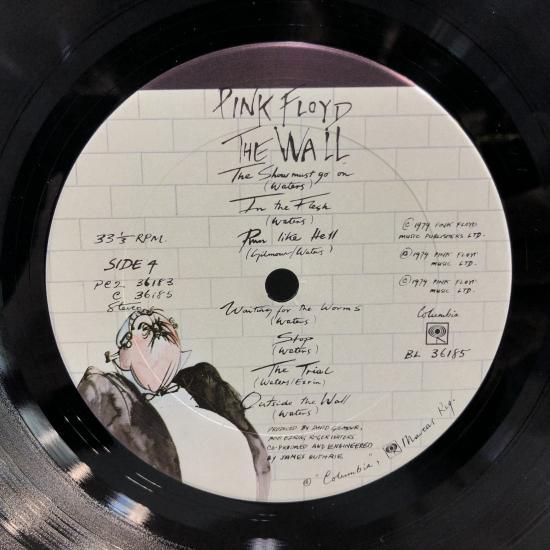 PINK FLOYD
THE WALL
The Show must go on
(Waters)
In the Flesh
(Waters)
Run like Hell
(Gilmour/Waters)
33 1/3 RPM.
SIDE 4
PC2 36183
C 36185
Stereo
© 1979 PINK FLOYD
MUSIC PUBLISHERS LTD.
℗ 1979 PINK FLOYD
MUSIC LTD.
© 1979 PINK FLOYD
MUSIC LTD.
Waiting for the Worms
(Waters)
Stop
(Waters)
The Trial
(Waters/Ezrin)
Outside the Wall
(Waters)
Columbia
BL 36185
PRODUCED BY DAVID GILMOUR,
BOB EZRIN, ROGER WATERS
CO-PRODUCED AND ENGINEERED
BY JAMES GUTHRIE
® "Columbia", Marcas Reg.